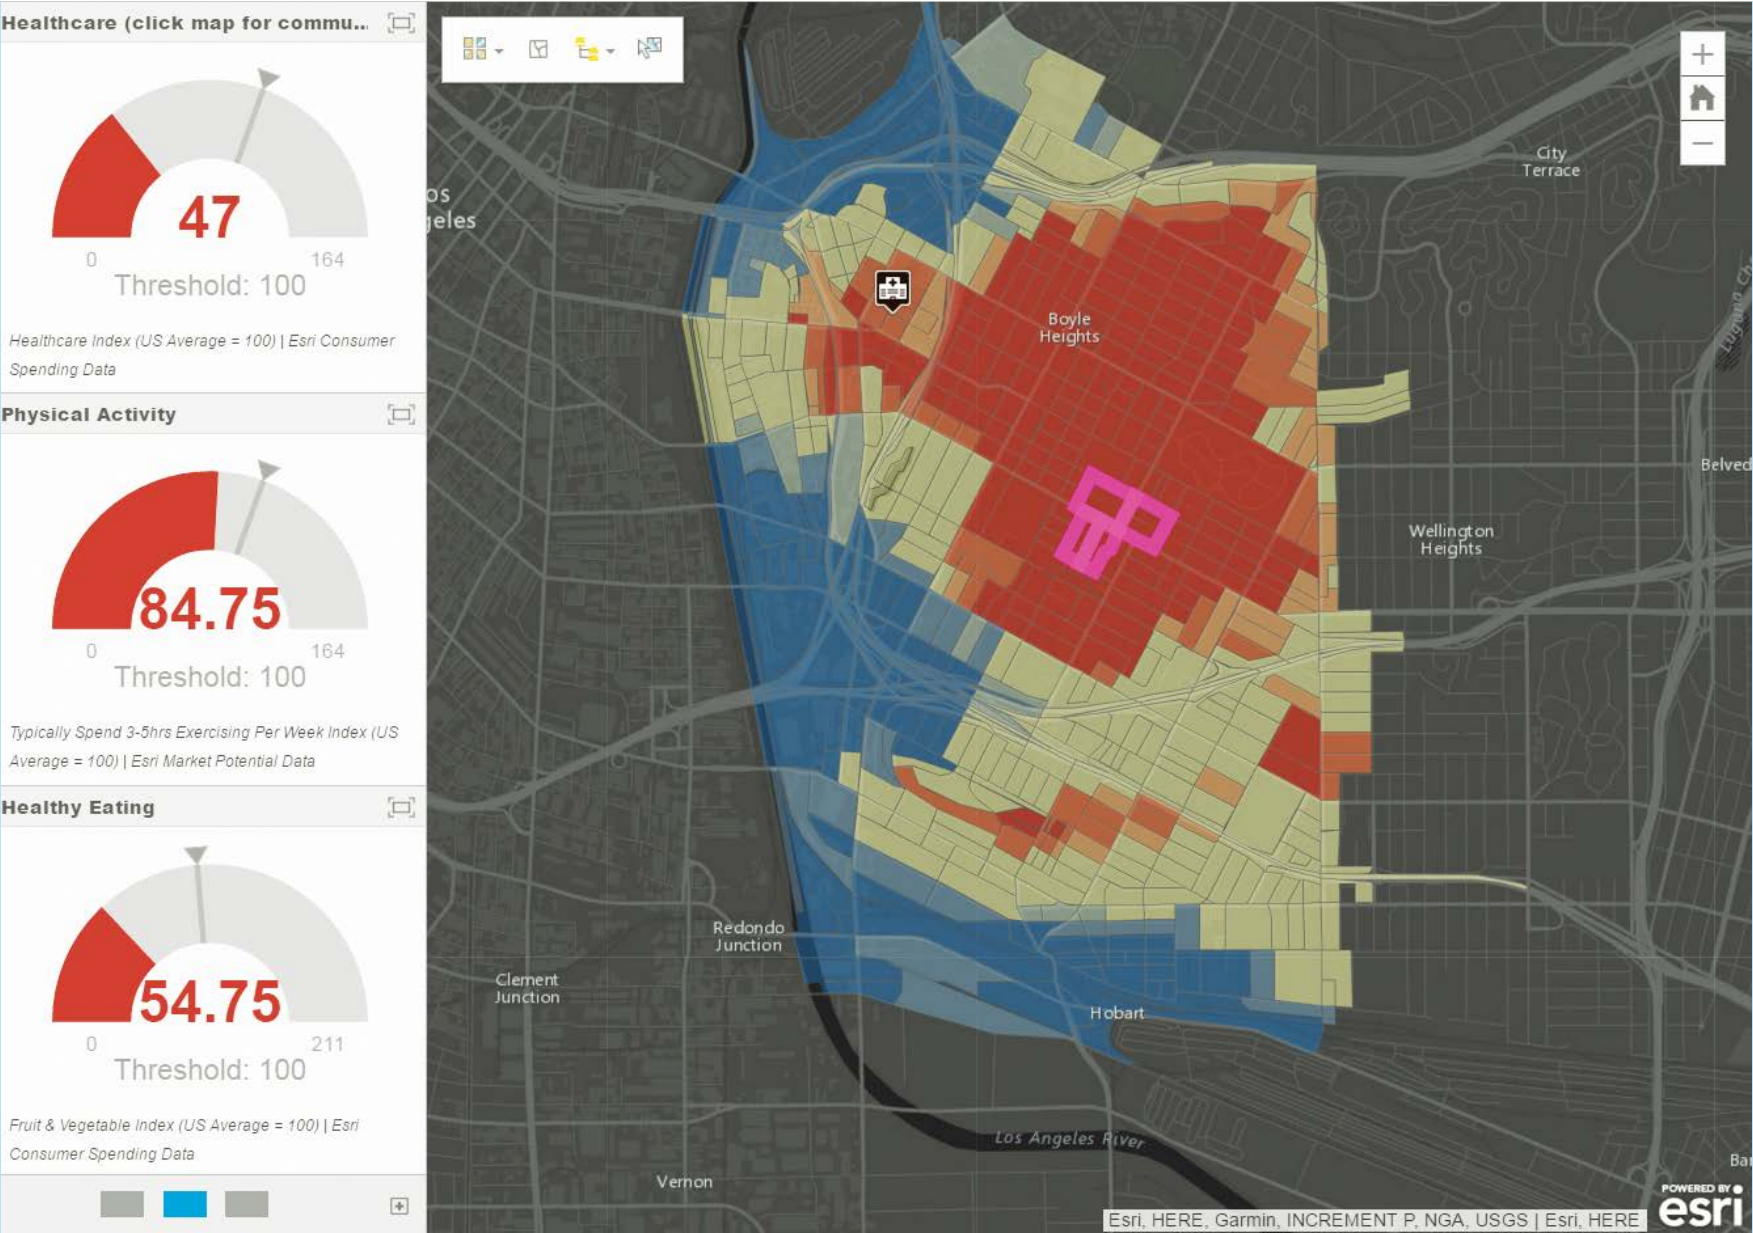 Healthcare (click map for commu...
47
0
164
Threshold: 100
Healthcare Index (US Average = 100) | Esri Consumer
Spending Data
Physical Activity
84.75
0
164
Threshold: 100
Typically Spend 3-5hrs Exercising Per Week Index (US
Average = 100) | Esri Market Potential Data
Healthy Eating
54.75
0
211
Threshold: 100
Fruit & Vegetable Index (US Average = 100) | Esri
Consumer Spending Data
City
Terrace
os
geles
Boyle
Heights
Belved
Wellington
Heights
Redondo
Junction
Clement
Junction
Hobart
Los Angeles River
Vernon
Ba
POWERED BY
esri
Esri, HERE, Garmin, INCREMENT P, NGA, USGS | Esri, HERE